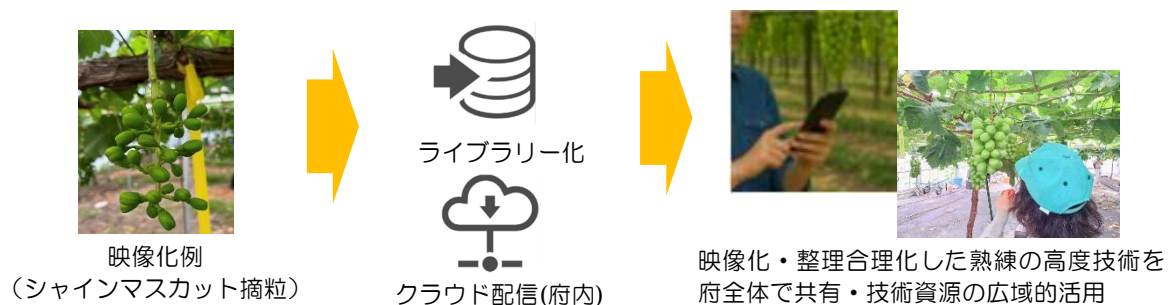 映像化例
（シャインマスカット摘粒）
ライブラリー化
クラウド配信(府内)
映像化・整理合理化した熟練の高度技術を
府全体で共有・技術資源の広域的活用